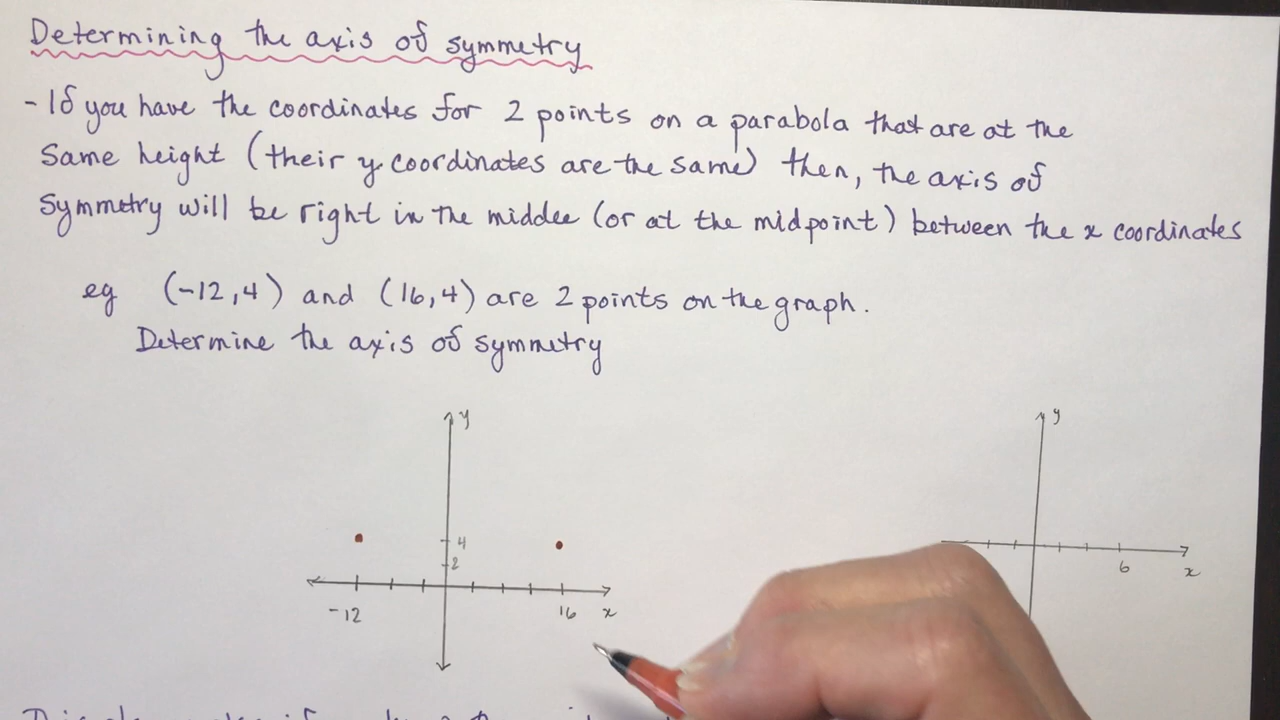 Determining the axis of symmetry
- If you have the coordinates for 2 points on a parabola that are at the
same height (their y coordinates are the same) then, the axis of
symmetry will be right in the middle (or at the midpoint) between the x coordinates
eg (-12,4) and (16,4) are 2 points on the graph.
Determine the axis of symmetry
y
y
4
2
-12
16
x
6
x